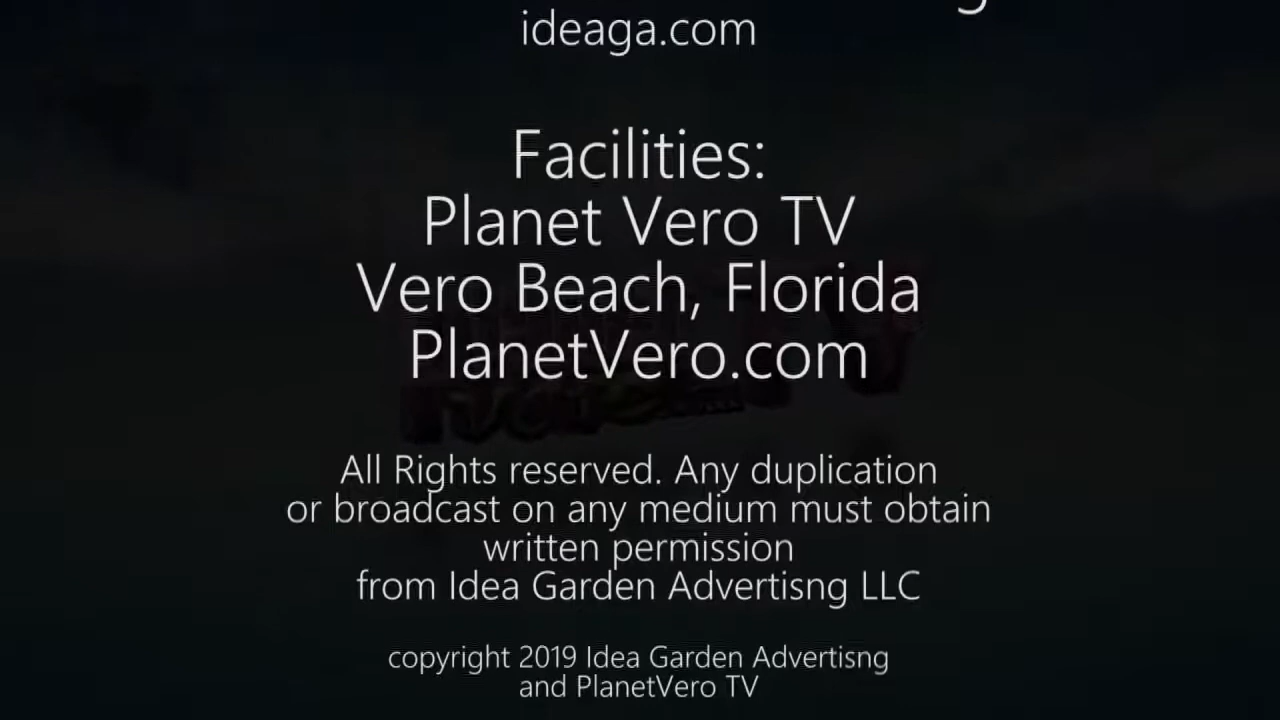 ideaga.com
Facilities:
Planet Vero TV
Vero Beach, Florida
PlanetVero.com
All Rights reserved. Any duplication
or broadcast on any medium must obtain
written permission
from Idea Garden Advertisng LLC
copyright 2019 Idea Garden Advertisng
and PlanetVero TV